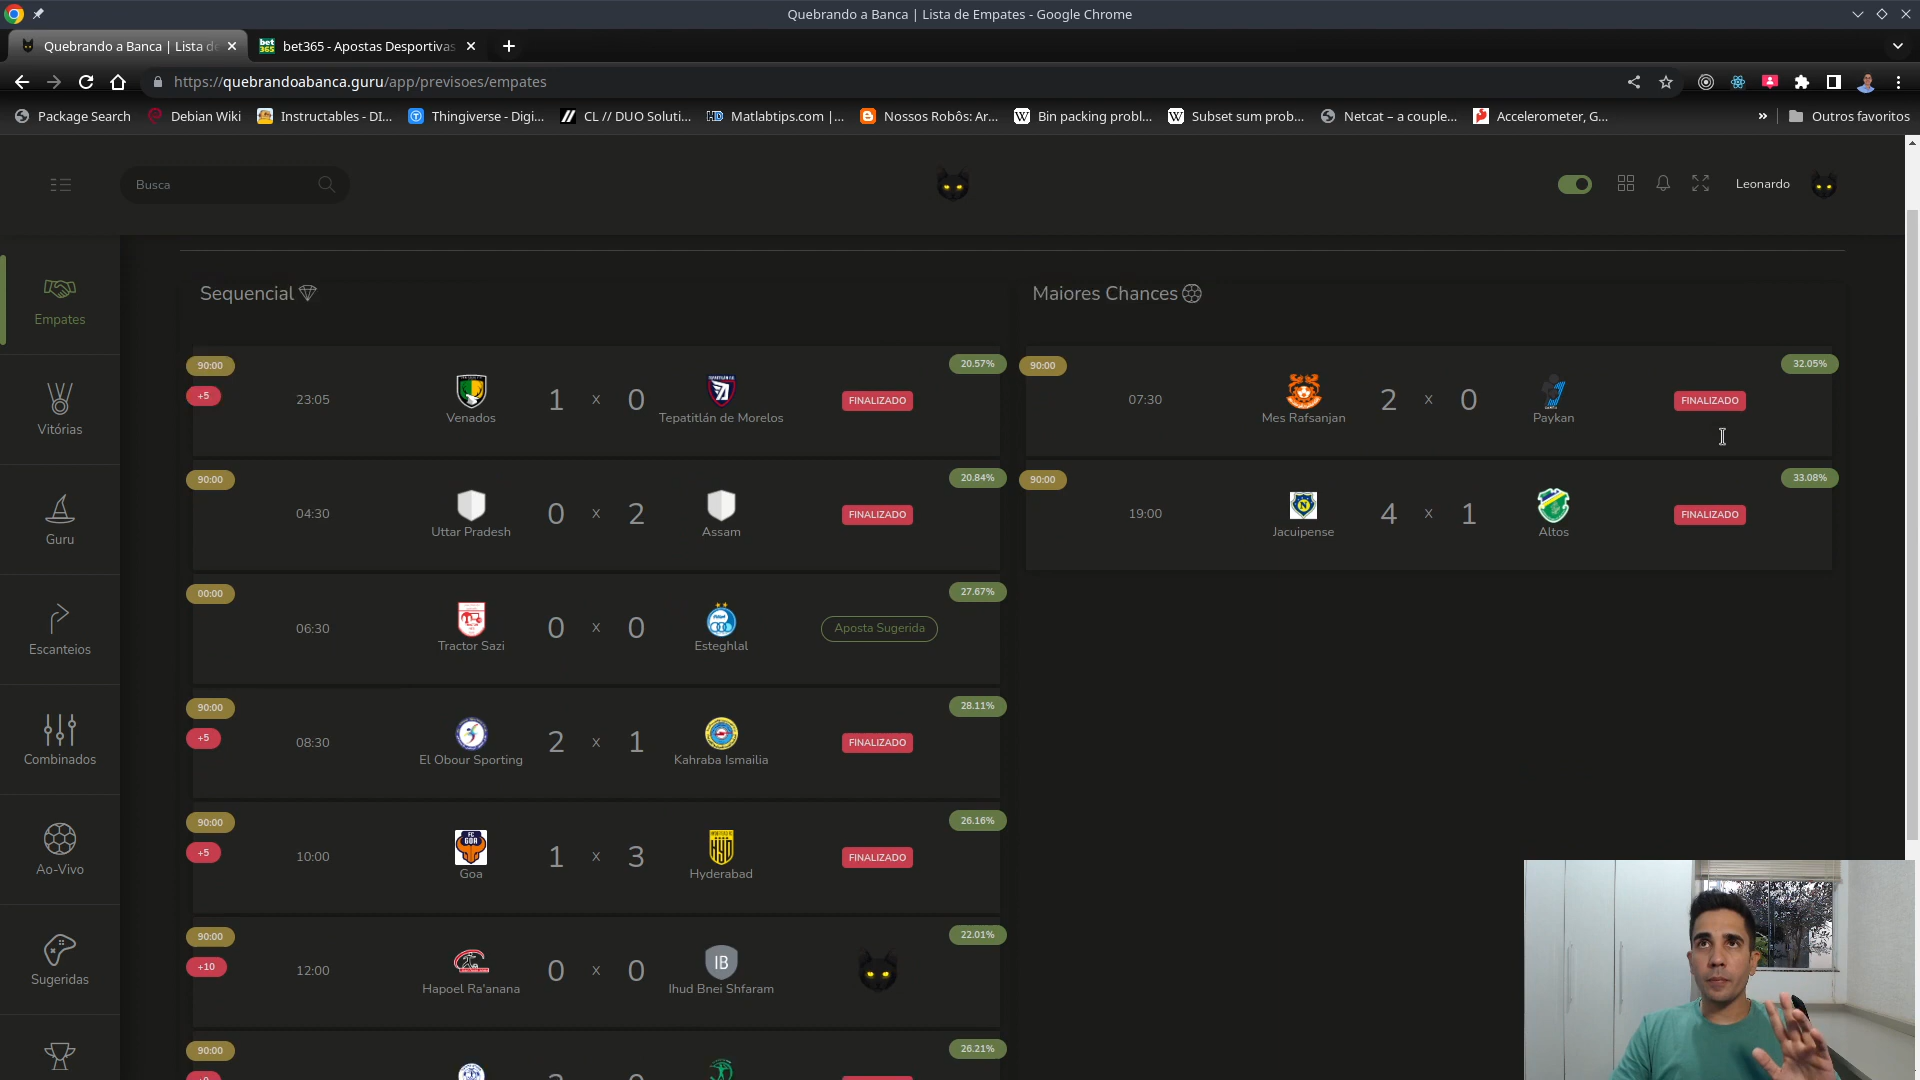 Quebrando a Banca | Lista de Empates - Google Chrome
Quebrando a Banca | Lista de
bet365 - Apostas Desportivas
https://quebrandoabanca.guru/app/previsoes/empates
Package Search
Debian Wiki
Instructables - DI...
Thingiverse - Digi...
CL // DUO Soluti...
Matlabtips.com |...
Nossos Robôs: Ar...
Bin packing probl...
Subset sum prob...
Netcat – a couple...
Accelerometer, G...
Outros favoritos
Busca
Leonardo
Empates
Vitórias
Guru
Escanteios
Combinados
Ao-Vivo
Sugeridas
Sequencial
90:00
20.57%
+5
23:05
Venados
1 x 0
Tepatitlán de Morelos
FINALIZADO
90:00
20.84%
04:30
Uttar Pradesh
0 x 2
Assam
FINALIZADO
00:00
27.67%
06:30
Tractor Sazi
0 x 0
Esteghlal
Aposta Sugerida
90:00
28.11%
+5
08:30
El Obour Sporting
2 x 1
Kahraba Ismailia
FINALIZADO
90:00
26.16%
+5
10:00
FC GOA
Goa
1 x 3
Hyderabad
FINALIZADO
90:00
22.01%
+10
12:00
Hapoel Ra'anana
0 x 0
IB
Ihud Bnei Shfaram
90:00
26.21%
Maiores Chances
90:00
32.05%
07:30
Mes Rafsanjan
2 x 0
Paykan
FINALIZADO
90:00
33.08%
19:00
Jacuipense
4 x 1
Altos
FINALIZADO